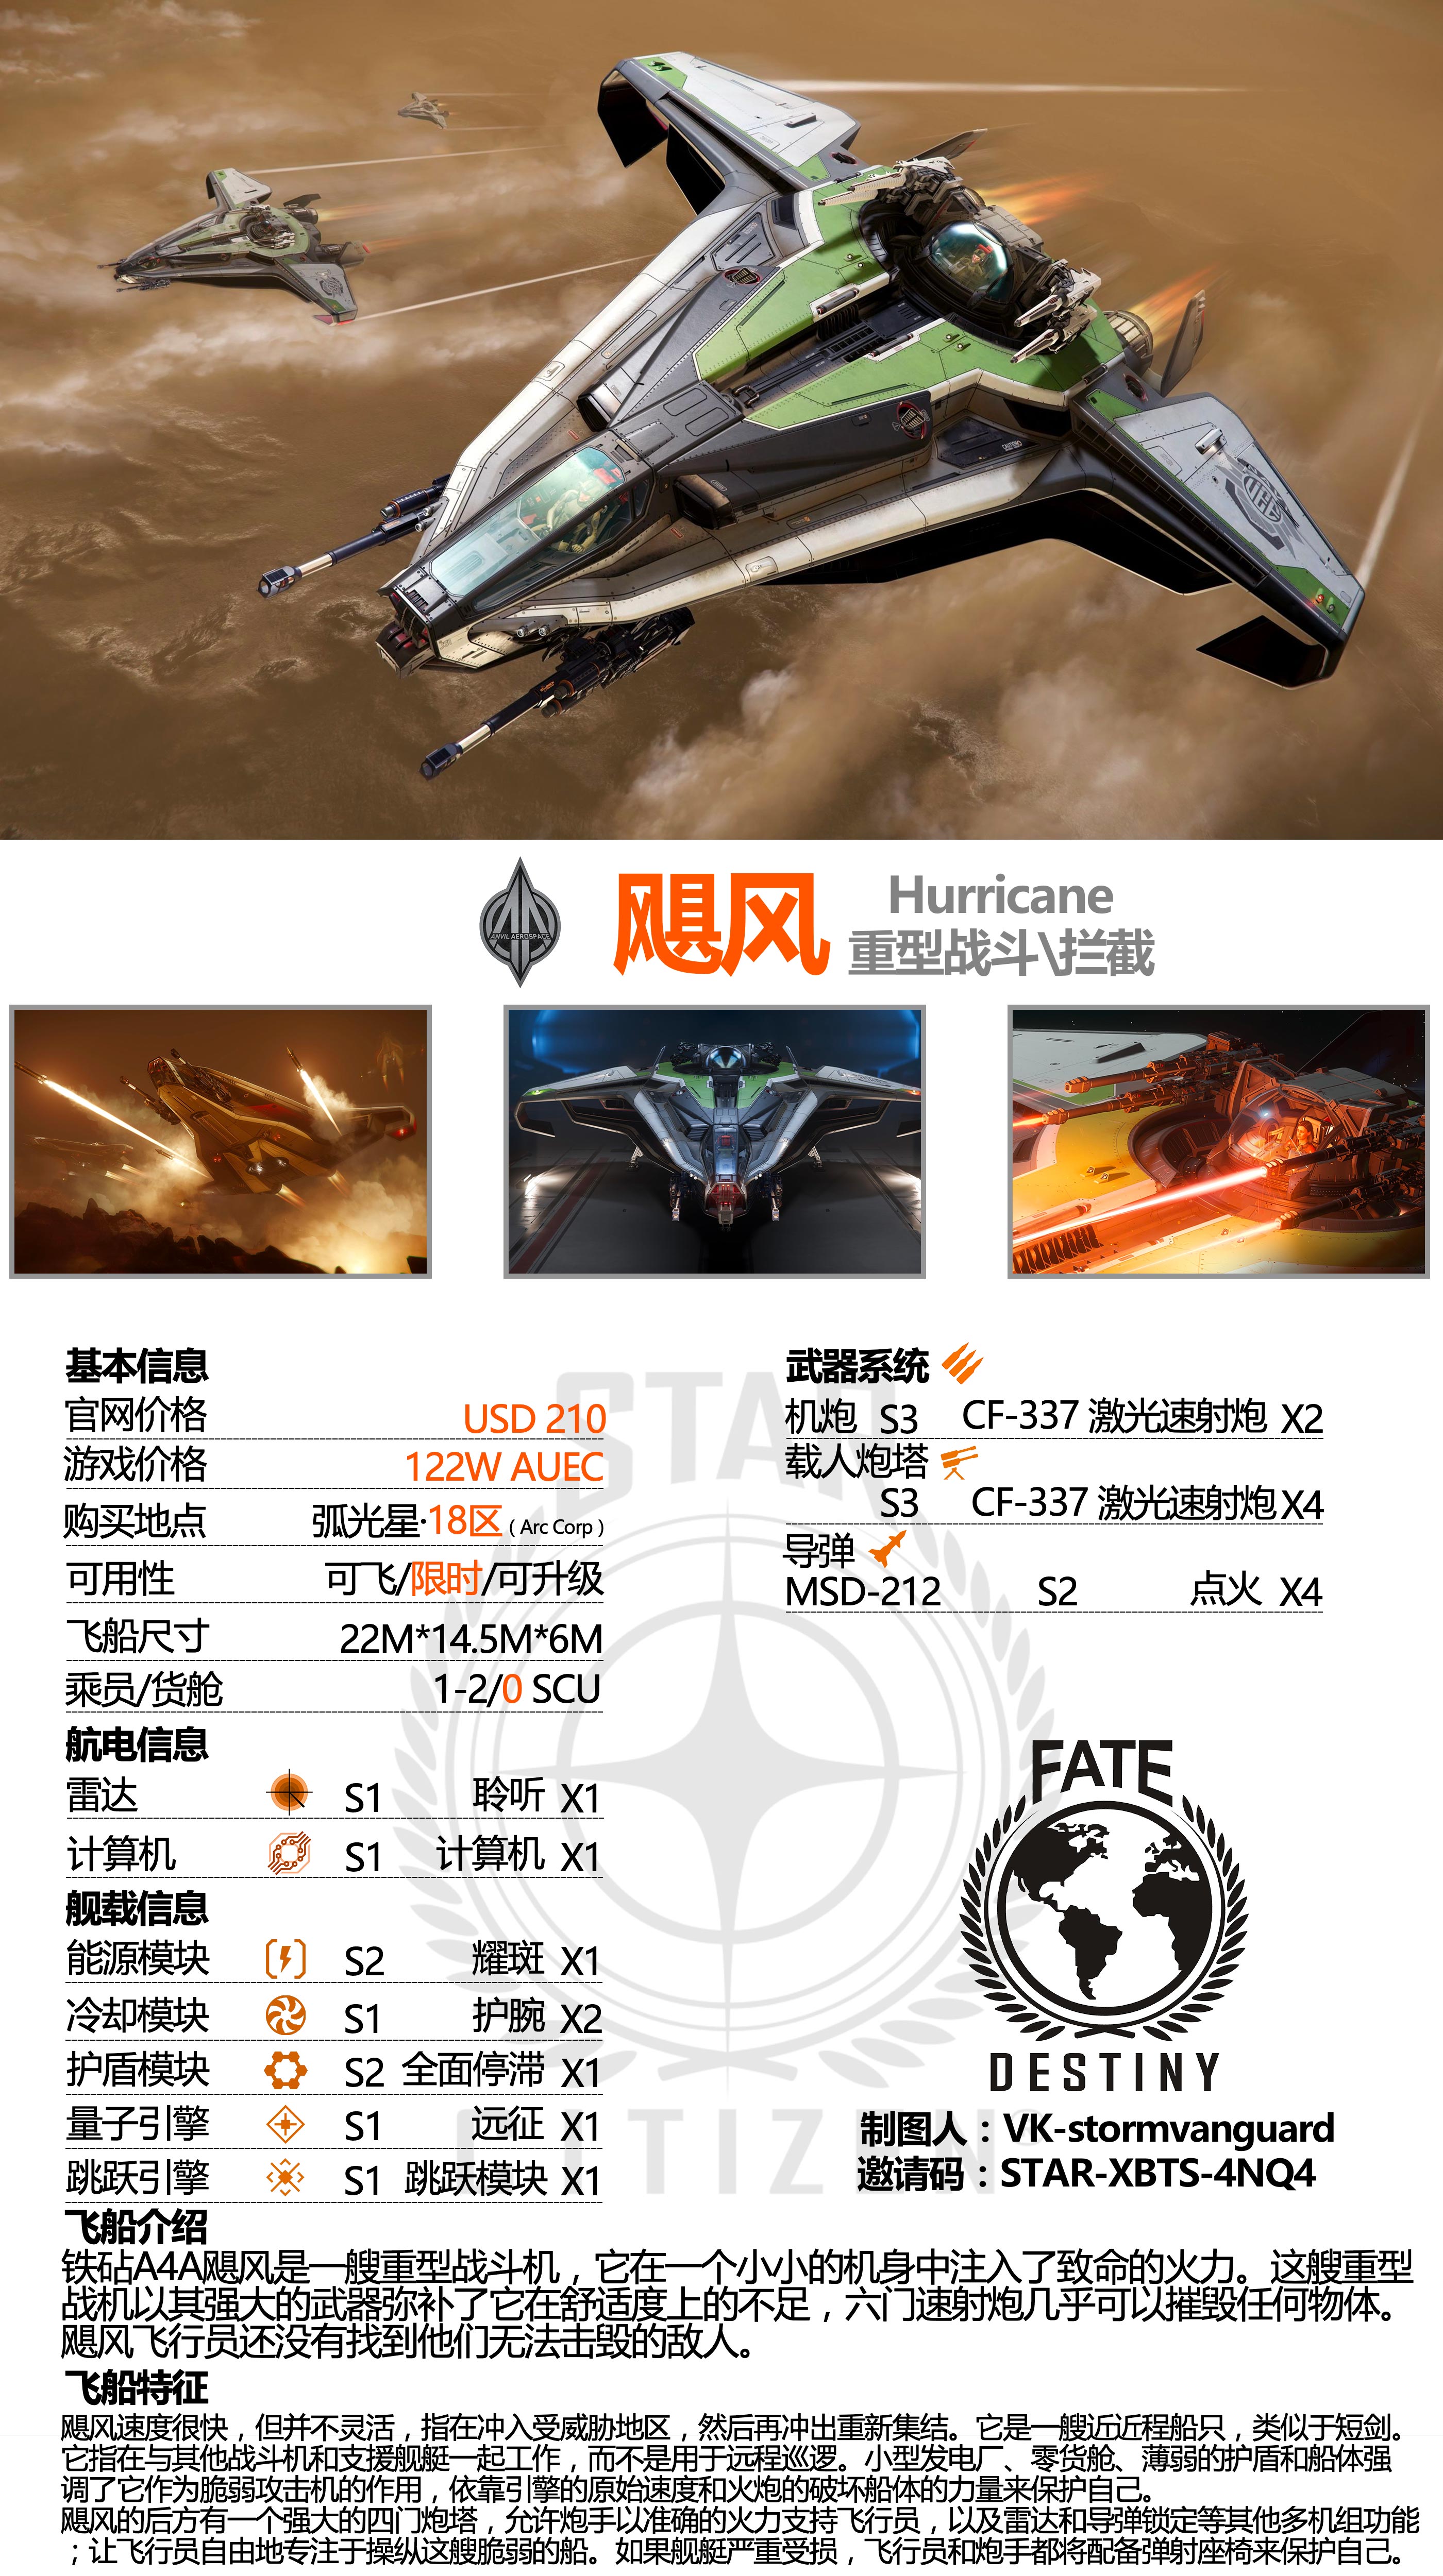 ANVIL AEROSPACE
飓风
Hurricane
重型战斗\拦截
STAR
CITIZEN
基本信息
官网价格 USD 210
游戏价格 122W AUEC
购买地点 弧光星·18区 ( Arc Corp )
可用性 可飞/限时/可升级
飞船尺寸 22M*14.5M*6M
乘员/货舱 1-2/0 SCU
航电信息
雷达 S1 聆听 X1
计算机 S1 计算机 X1
舰载信息
能源模块 S2 耀斑 X1
冷却模块 S1 护腕 X2
护盾模块 S2 全面停滞 X1
量子引擎 S1 远征 X1
跳跃引擎 S1 跳跃模块 X1
武器系统
机炮 S3 CF-337 激光速射炮 X2
载人炮塔
S3 CF-337 激光速射炮 X4
导弹
MSD-212 S2 点火 X4
FATE
DESTINY
制图人：VK-stormvanguard
邀请码：STAR-XBTS-4NQ4
飞船介绍
铁砧A4A飓风是一艘重型战斗机，它在一个小小的机身中注入了致命的火力。这艘重型
战机以其强大的武器弥补了它在舒适度上的不足，六门速射炮几乎可以摧毁任何物体。
飓风飞行员还没有找到他们无法击毁的敌人。
飞船特征
飓风速度很快，但并不灵活，指在冲入受威胁地区，然后再冲出重新集结。它是一艘近近程船只，类似于短剑。
它指在与其他战斗机和支援舰艇一起工作，而不是用于远程巡逻。小型发电厂、零货舱、薄弱的护盾和船体强
调了它作为脆弱攻击机的作用，依靠引擎的原始速度和火炮的破坏船体的力量来保护自己。
飓风的后方有一个强大的四门炮塔，允许炮手以准确的火力支持飞行员，以及雷达和导弹锁定等其他多机组功能
；让飞行员自由地专注于操纵这艘脆弱的船。如果舰艇严重受损，飞行员和炮手都将配备弹射座椅来保护自己。